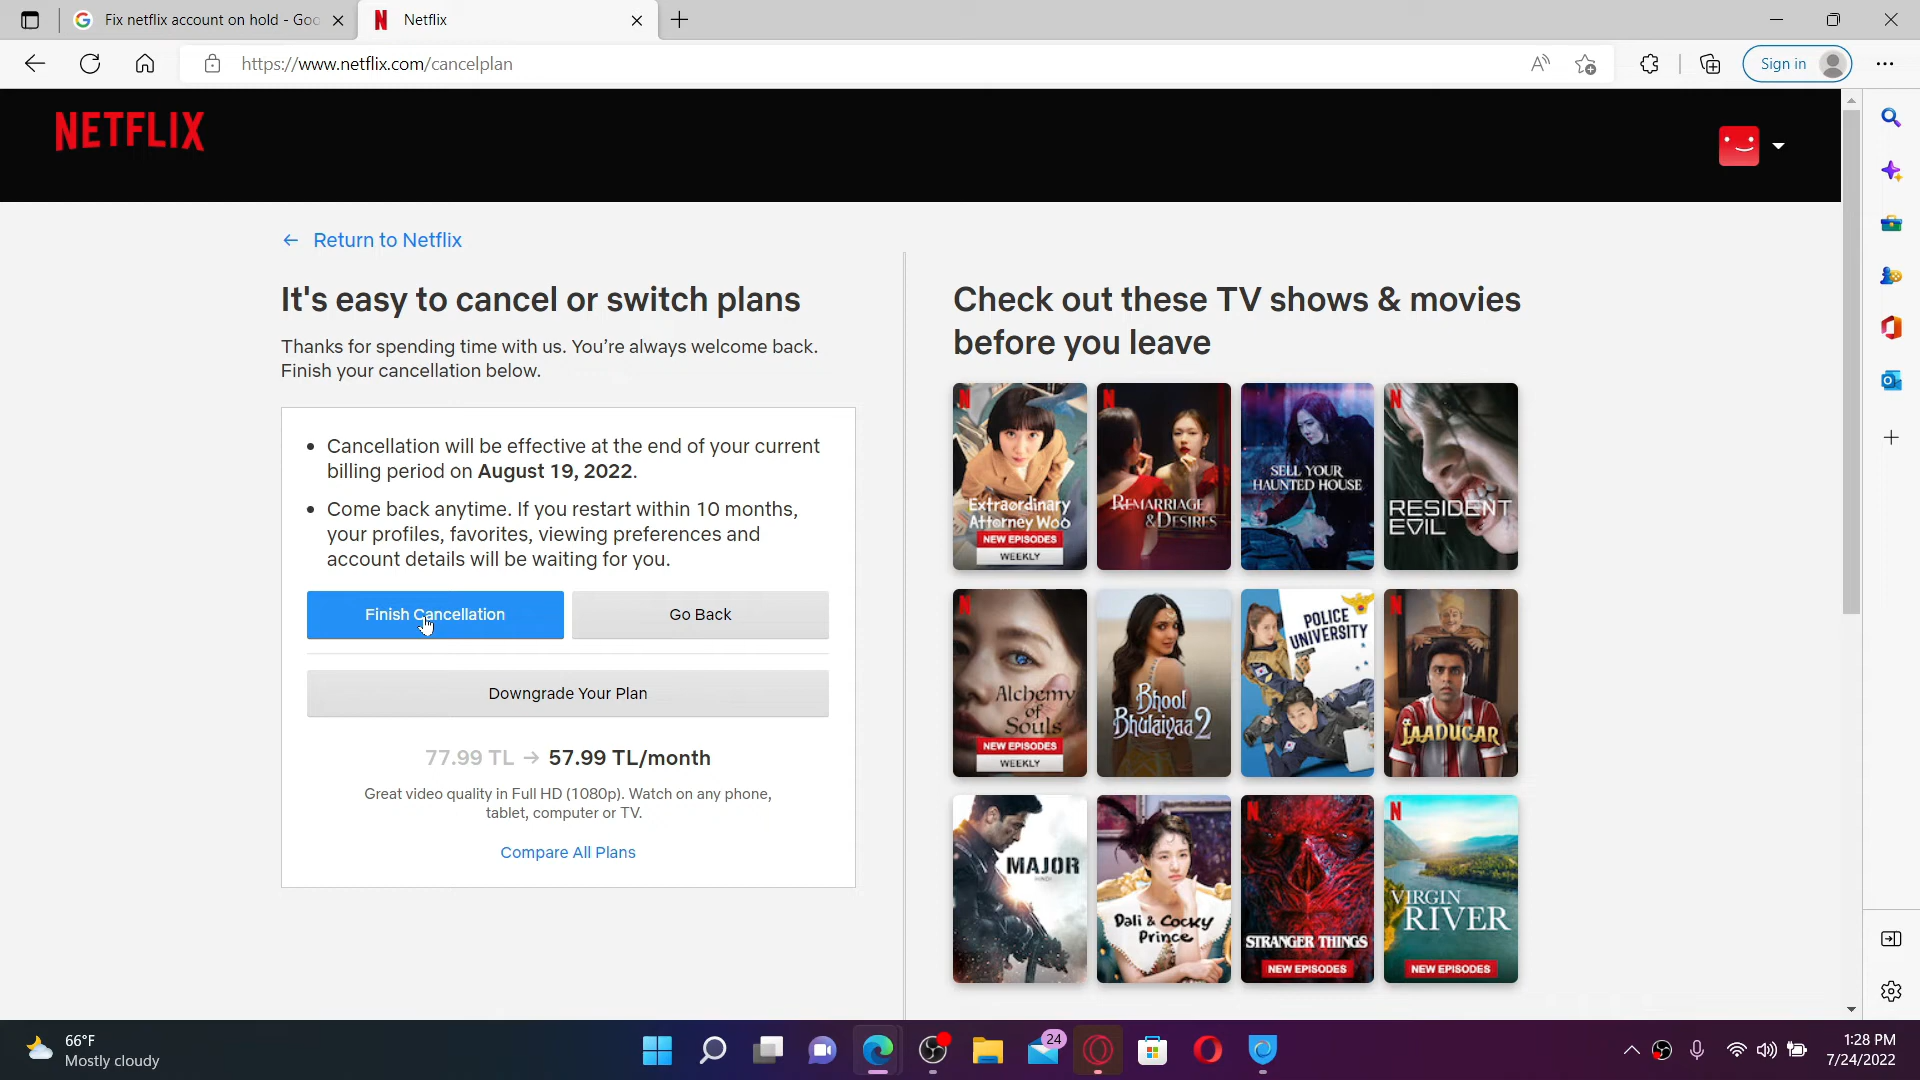 Fix netflix account on hold - Goo
Netflix
https://www.netflix.com/cancelplan
Sign in
NETFLIX
← Return to Netflix
It's easy to cancel or switch plans
Thanks for spending time with us. You're always welcome back.
Finish your cancellation below.
• Cancellation will be effective at the end of your current
billing period on August 19, 2022.
• Come back anytime. If you restart within 10 months,
your profiles, favorites, viewing preferences and
account details will be waiting for you.
Finish Cancellation
Go Back
Downgrade Your Plan
77.99 TL → 57.99 TL/month
Great video quality in Full HD (1080p). Watch on any phone,
tablet, computer or TV.
Compare All Plans
Check out these TV shows & movies
before you leave
Extraordinary
Attorney Woo
NEW EPISODES
WEEKLY
REMARRIAGE
& DESIRES
SELL YOUR
HAUNTED HOUSE
RESIDENT
EVIL
Alchemy
of
Souls
NEW EPISODES
WEEKLY
Bhool
Bhulaiyaa 2
POLICE
UNIVERSITY
JAADUGAR
MAJOR
HINDI
Dali & Cocky
Prince
STRANGER THINGS
NEW EPISODES
VIRGIN
RIVER
NEW EPISODES
66°F
Mostly cloudy
24
1:28 PM
7/24/2022